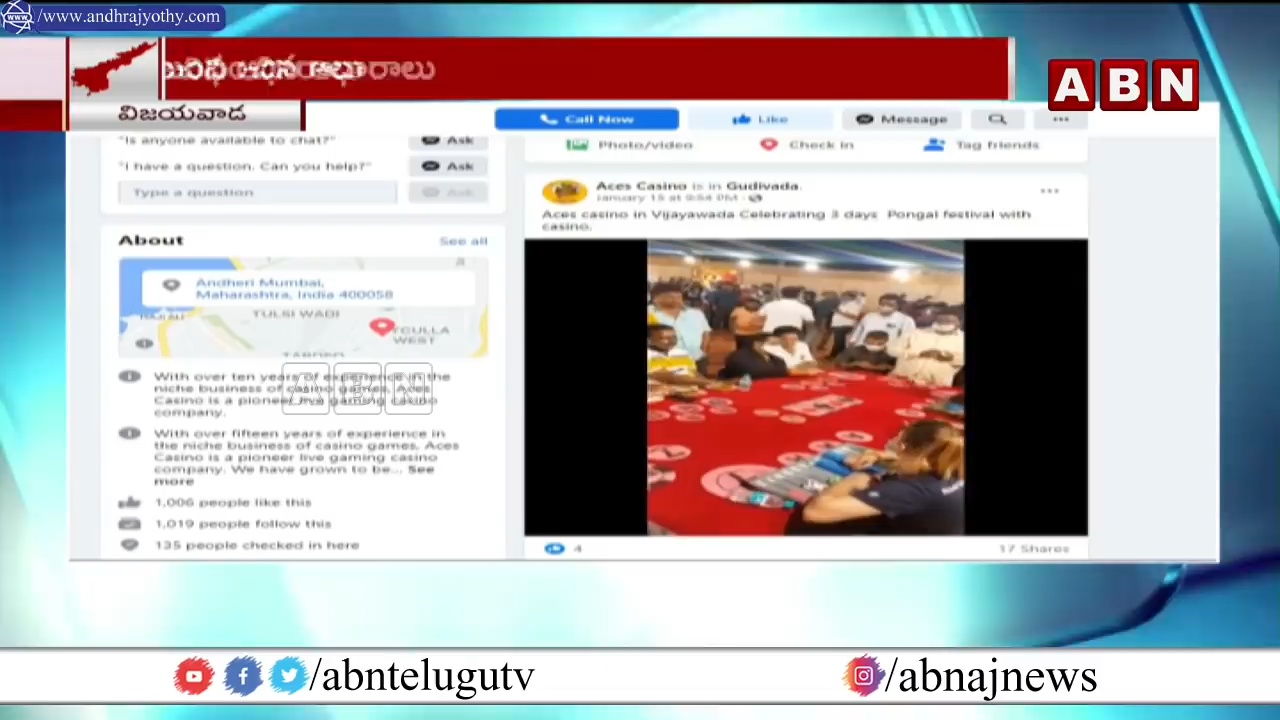 www./www.andhrajyothy.com
ABN
విజయవాడ
Call Now
Like
Message
"Is anyone available to chat?" Ask
"I have a question. Can you help?" Ask
Type a question Ask
Photo/video Check in Tag friends
Aces Casino is in Gudivada.
January 15 at 9:54 PM
Aces casino in Vijayawada Celebrating 3 days Pongal festival with
casino.
About See all
Andheri Mumbai,
Maharashtra, India 400058
TULSI WADI
WEST
TARDEO
With over ten years of experience in the
niche business of casino games, Aces
Casino is a pioneer live gaming casino
company.
With over fifteen years of experience in
the niche business of casino games, Aces
Casino is a pioneer live gaming casino
company. We have grown to be... See
more
ABN
1,006 people like this
1,019 people follow this
135 people checked in here
4
17 Shares
/abntelugutv
/abnajnews